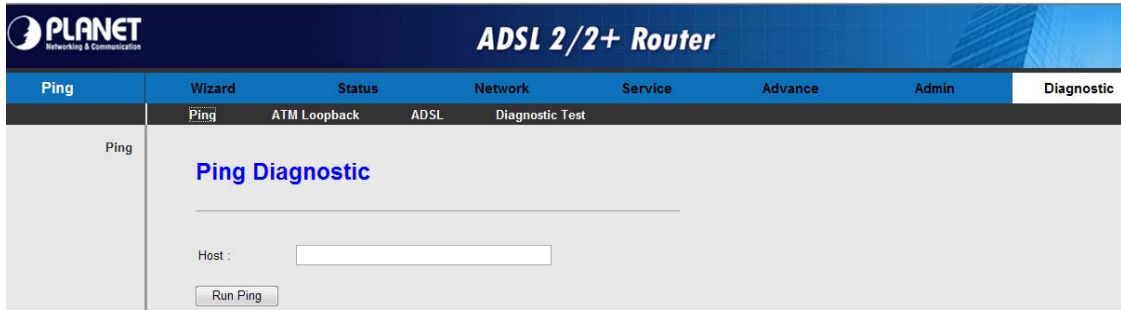 PLANET
Networking & Communication
ADSL 2/2+ Router
Ping Wizard Status Network Service Advance Admin Diagnostic
Ping ATM Loopback ADSL Diagnostic Test
Ping
Ping Diagnostic
Host :
Run Ping